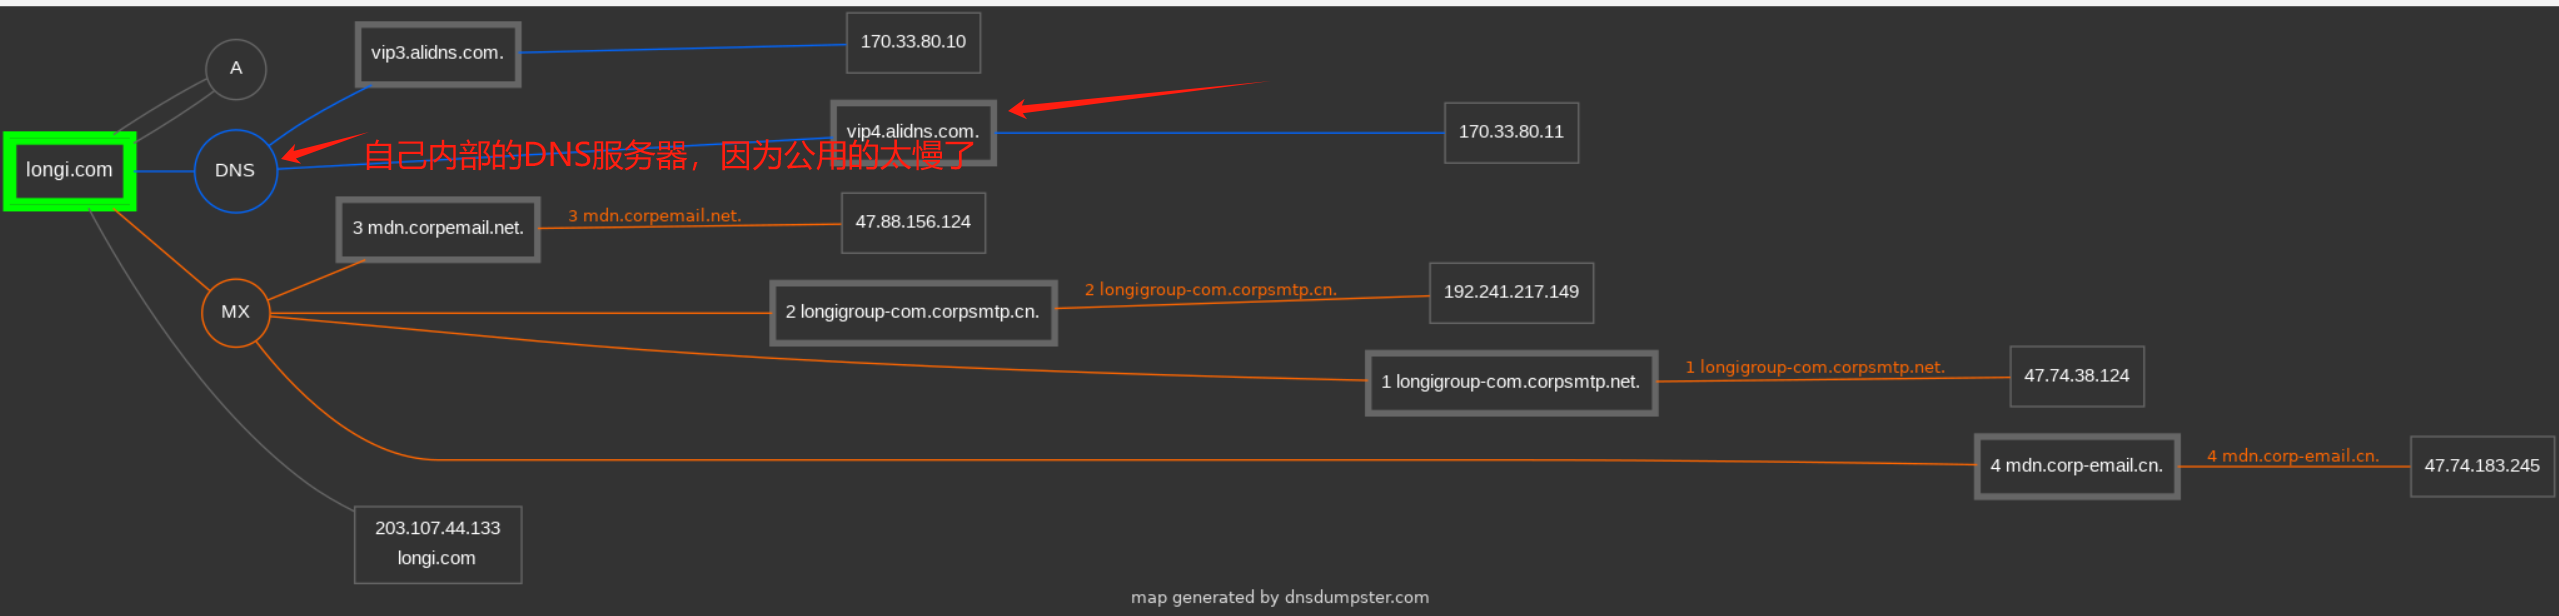 A
vip3.alidns.com.
170.33.80.10
longi.com
DNS
自己内部的DNS服务器，因为公用的太慢了
vip4.alidns.com.
170.33.80.11
3 mdn.corpemail.net.
3 mdn.corpemail.net.
47.88.156.124
MX
2 longigroup-com.corpsmtp.cn.
2 longigroup-com.corpsmtp.cn.
192.241.217.149
1 longigroup-com.corpsmtp.net.
1 longigroup-com.corpsmtp.net.
47.74.38.124
4 mdn.corp-email.cn.
4 mdn.corp-email.cn.
47.74.183.245
203.107.44.133
longi.com
map generated by dnsdumpster.com